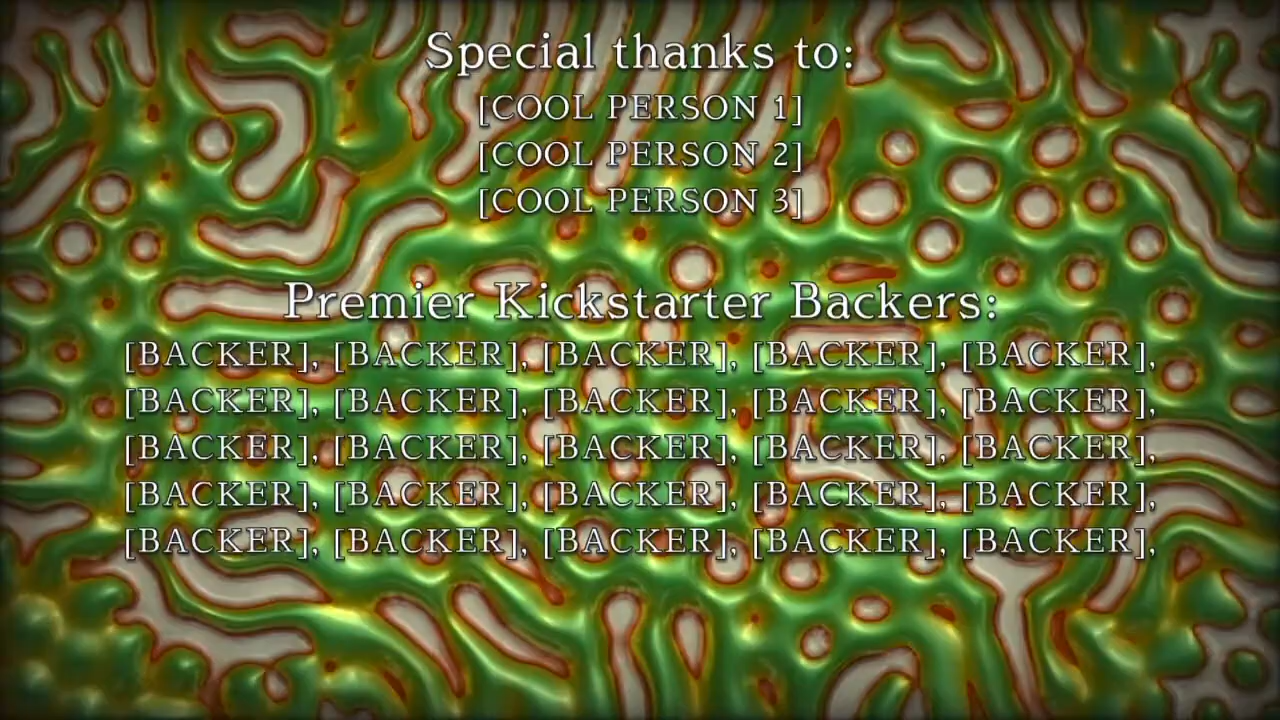 Special thanks to:
[COOL PERSON 1]
[COOL PERSON 2]
[COOL PERSON 3]
Premier Kickstarter Backers:
[BACKER], [BACKER], [BACKER], [BACKER], [BACKER],
[BACKER], [BACKER], [BACKER], [BACKER], [BACKER],
[BACKER], [BACKER], [BACKER], [BACKER], [BACKER],
[BACKER], [BACKER], [BACKER], [BACKER], [BACKER],
[BACKER], [BACKER], [BACKER], [BACKER], [BACKER],